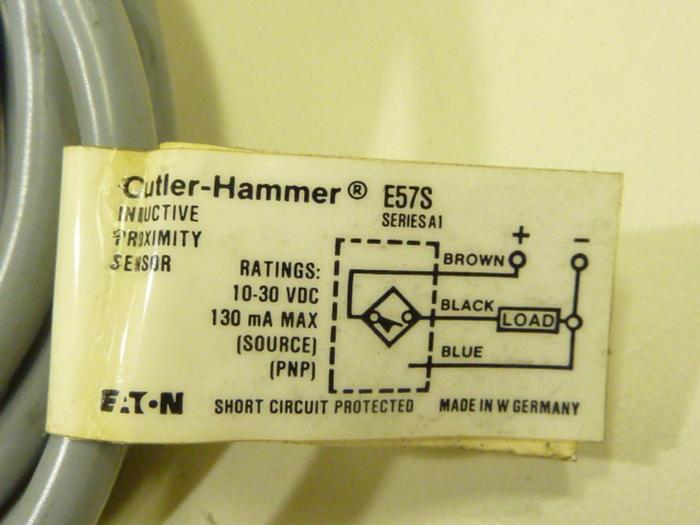 Cutler-Hammer® E57S
SERIES A1
INDUCTIVE
PROXIMITY
SENSOR
RATINGS:
10-30 VDC
130 mA MAX
(SOURCE)
(PNP)
+ −
BROWN
BLACK
LOAD
BLUE
EATON SHORT CIRCUIT PROTECTED MADE IN W GERMANY